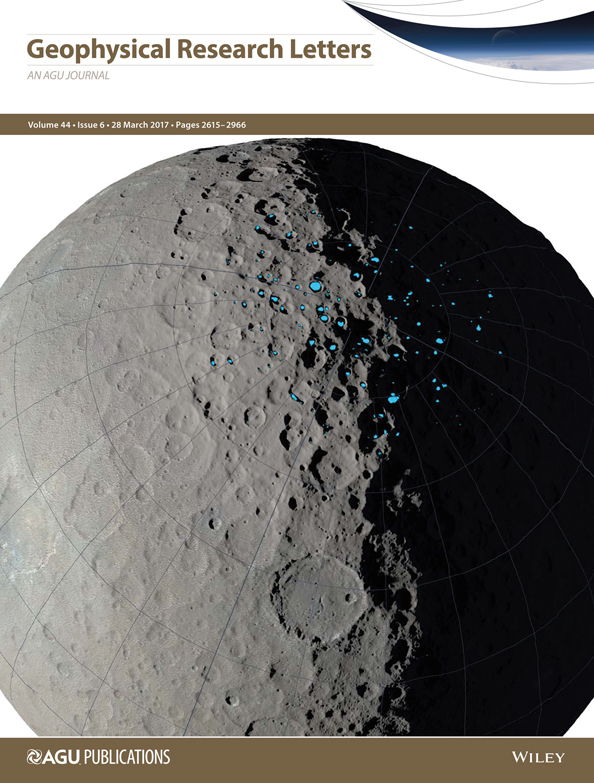 Geophysical Research Letters
AN AGU JOURNAL
Volume 44 • Issue 6 • 28 March 2017 • Pages 2615–2966
AGU PUBLICATIONS
WILEY